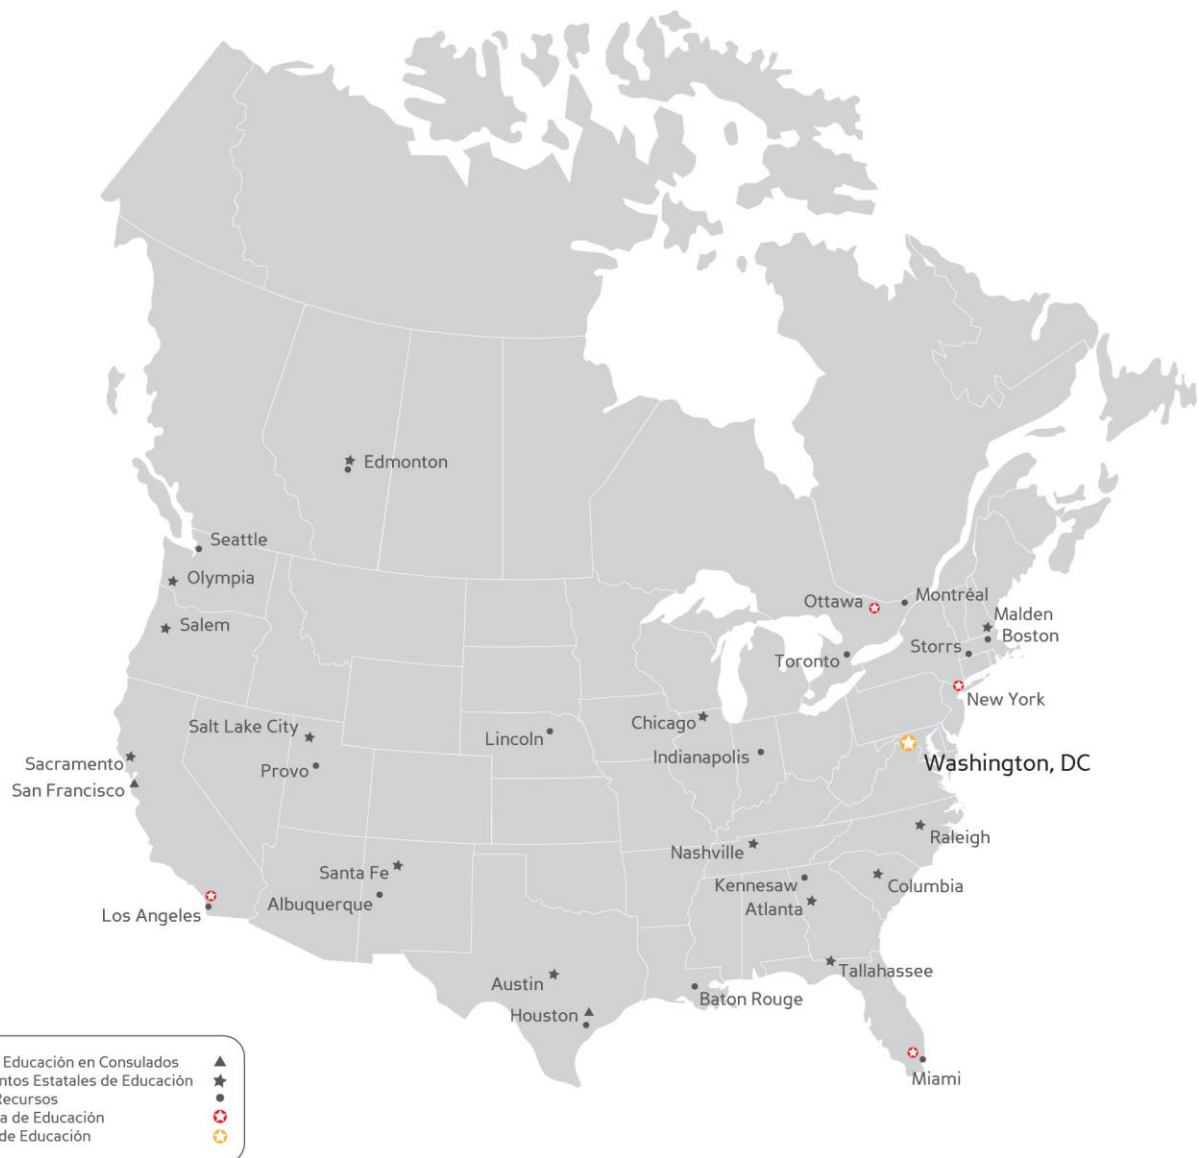 Edmonton
Seattle
Olympia
Salem
Ottawa
Montréal
Malden
Boston
Storrs
Toronto
New York
Salt Lake City
Chicago
Lincoln
Indianapolis
Sacramento
Provo
Washington, DC
San Francisco
Raleigh
Nashville
Santa Fe
Kennesaw
Columbia
Albuquerque
Atlanta
Los Angeles
Tallahassee
Austin
Baton Rouge
Houston
Miami
Educación en Consulados
ntos Estatales de Educación
Recursos
a de Educación
de Educación